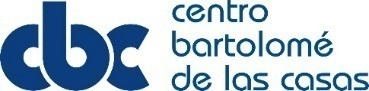 cbc
centro
bartolomé
de las casas